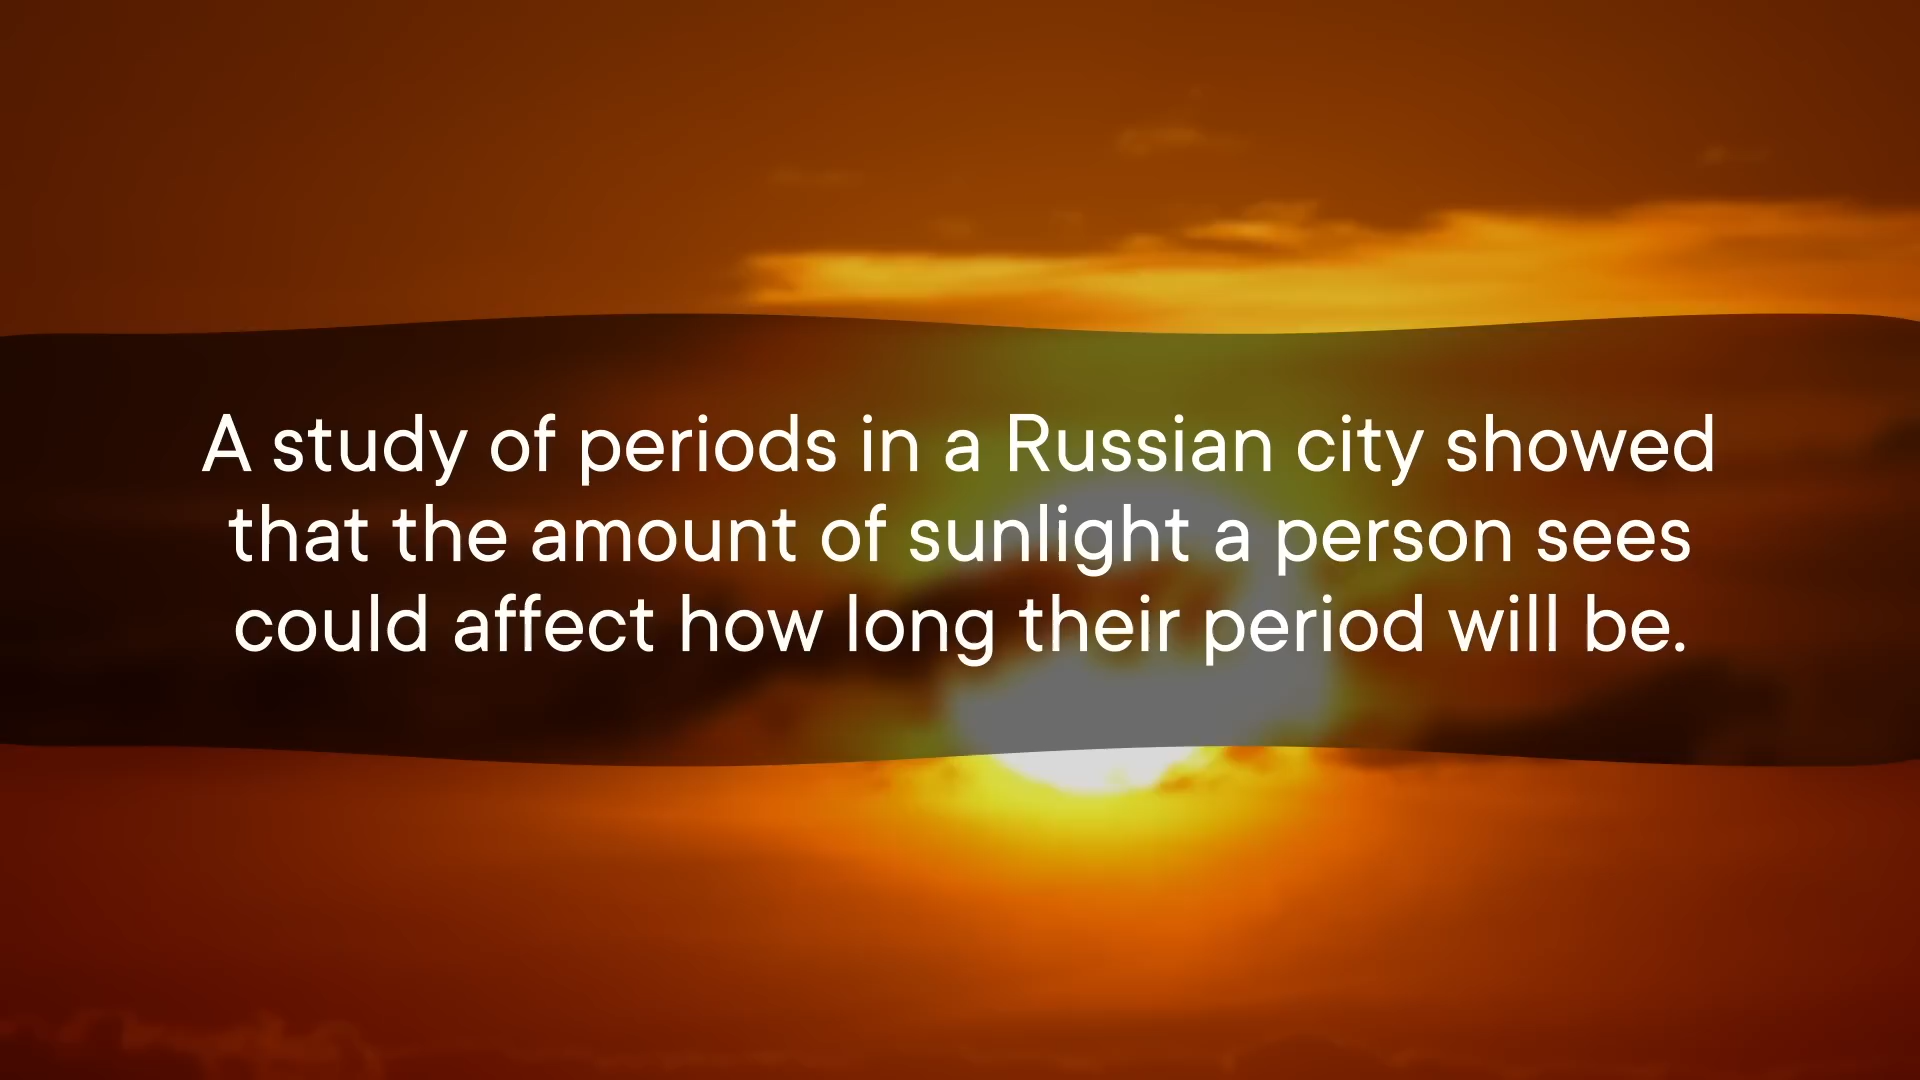 A study of periods in a Russian city showed
that the amount of sunlight a person sees
could affect how long their period will be.